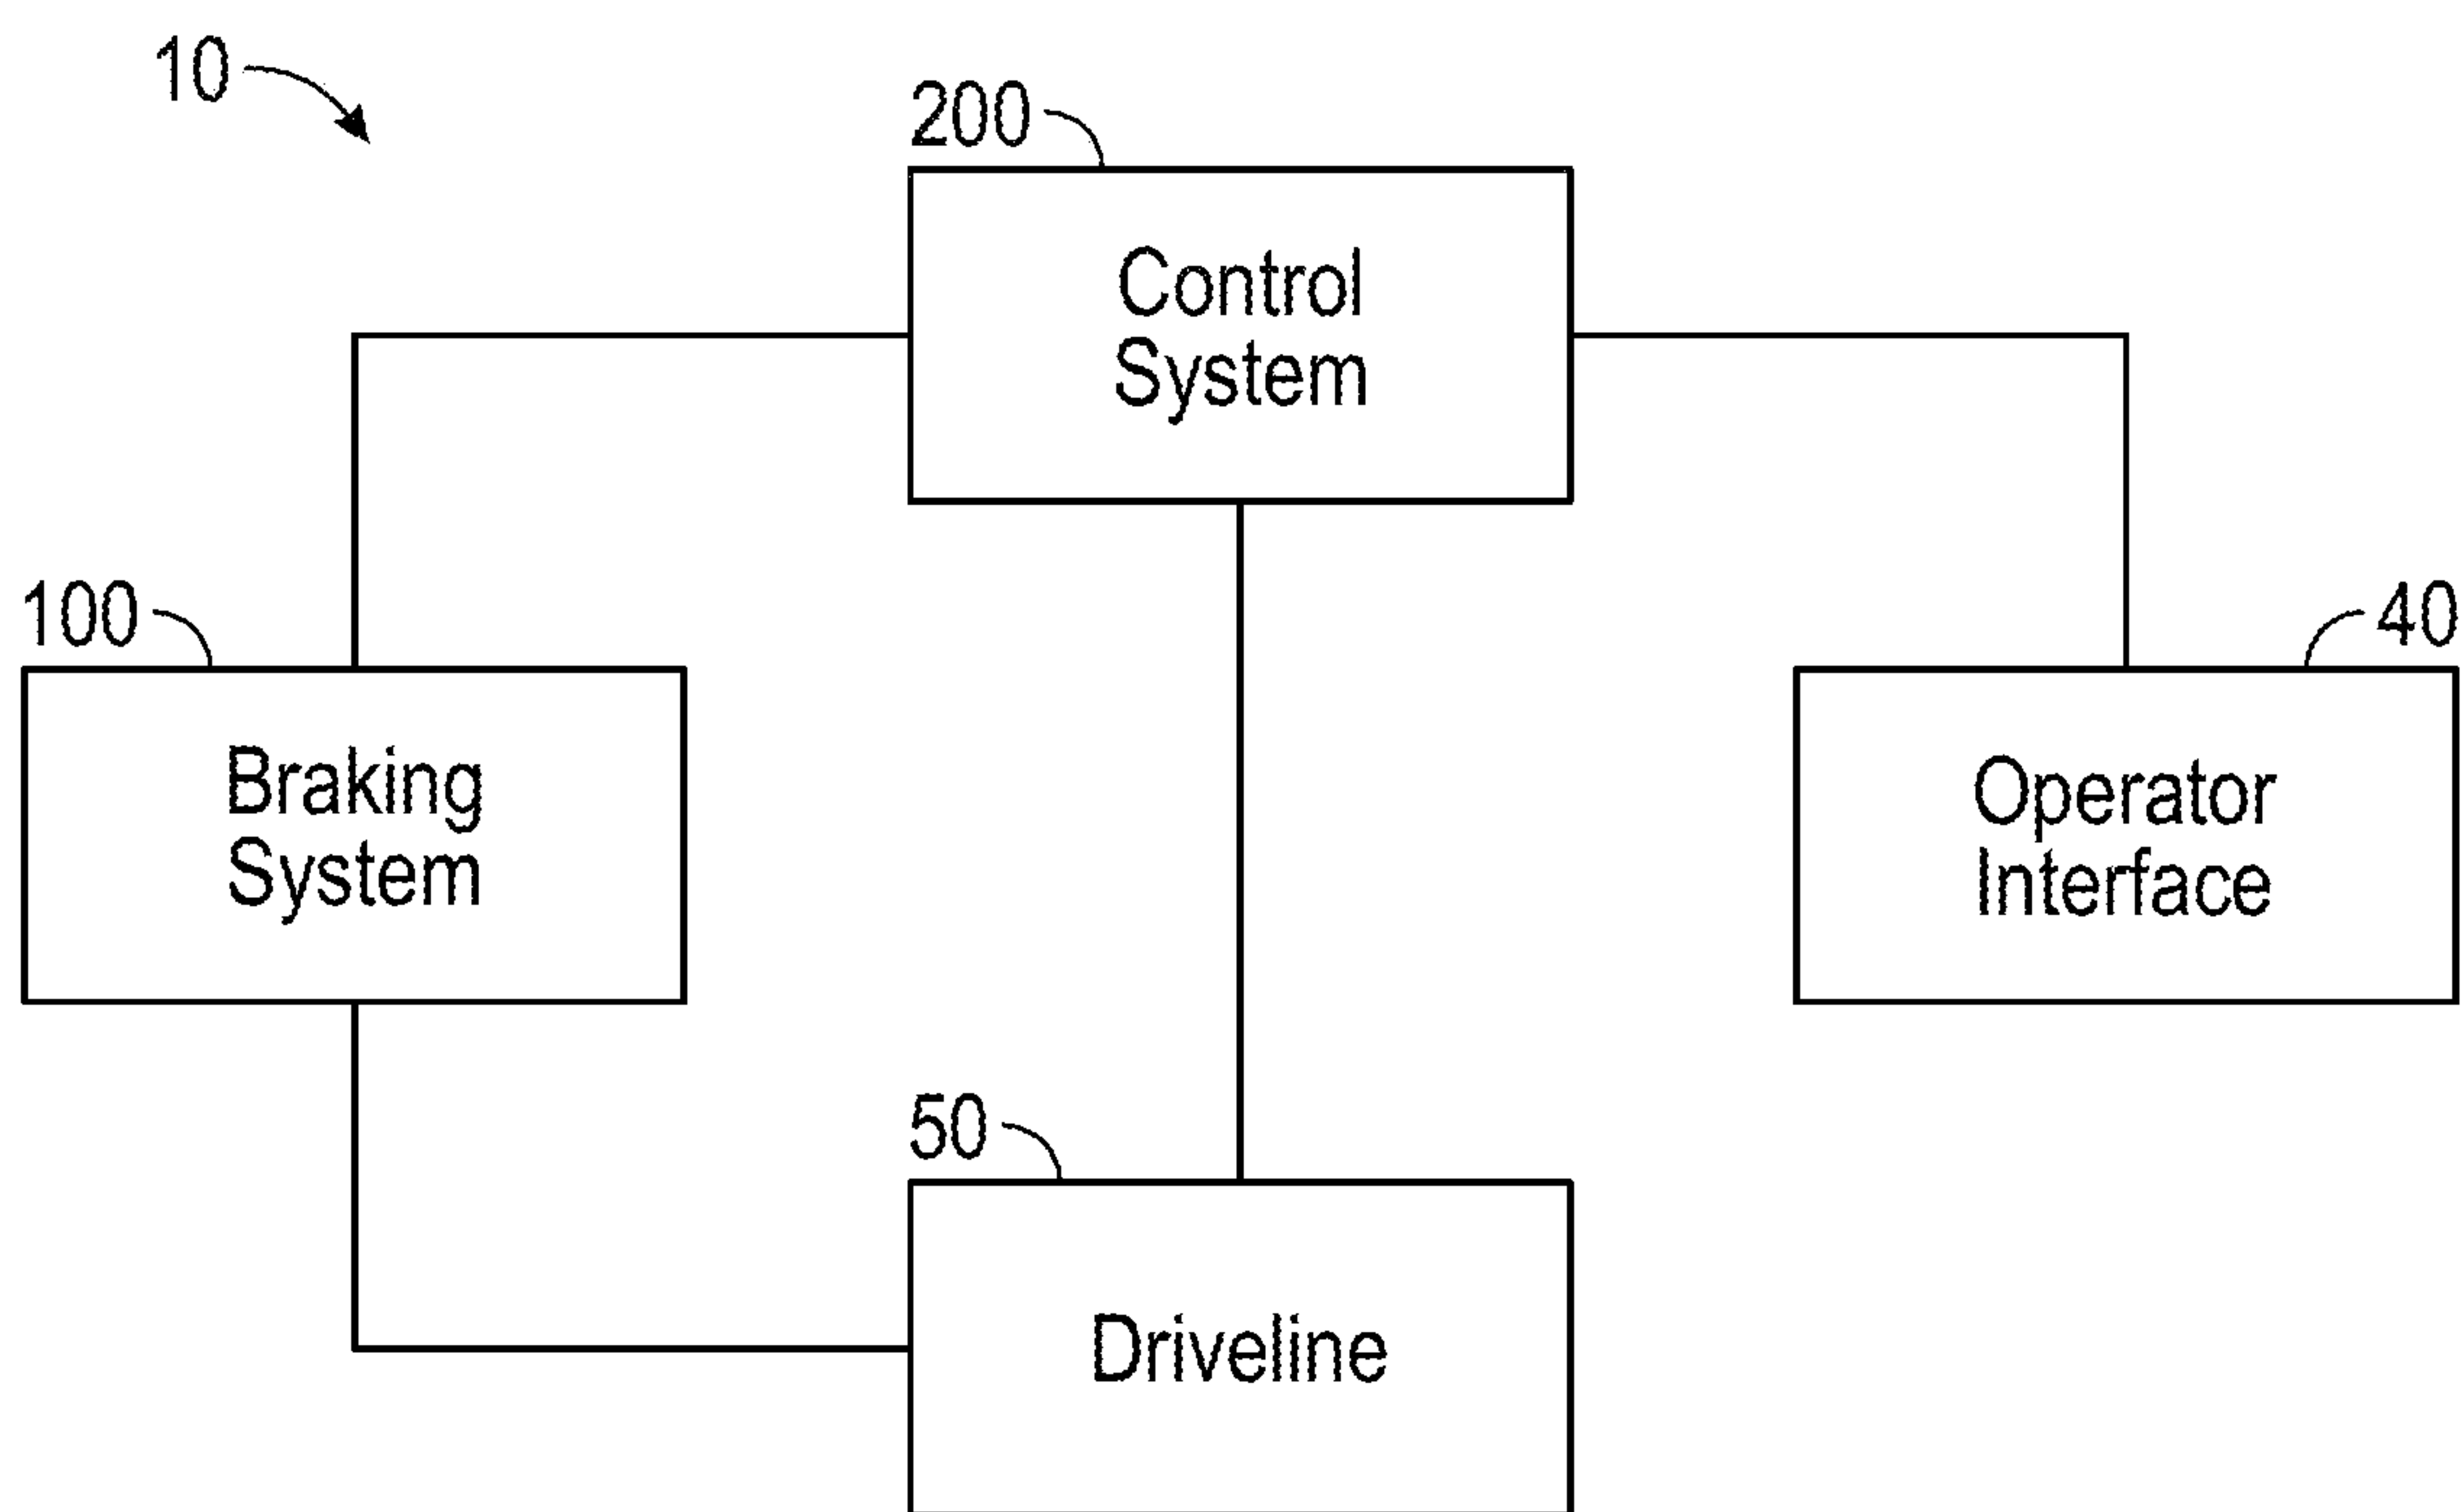 10
200
Control
System
100
Braking
System
40
Operator
Interface
50
Driveline